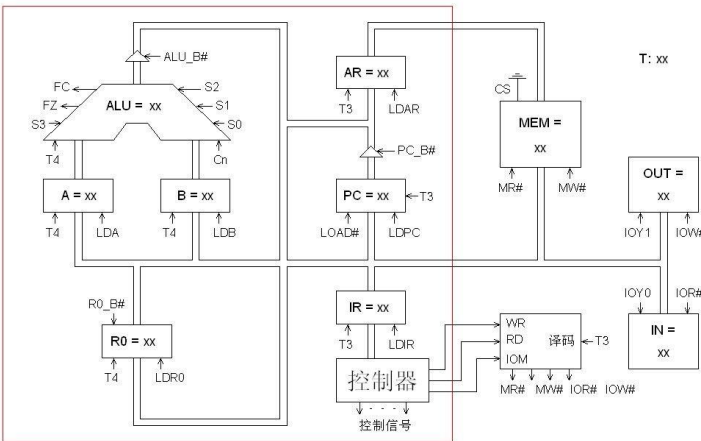 ALU_B#
FC
FZ
S3
ALU = xx
S2
S1
S0
T4
Cn
A = xx
T4
LDA
B = xx
T4
LDB
R0_B#
R0 = xx
T4
LDR0
AR = xx
T3
LDAR
PC_B#
PC = xx
T3
LOAD#
LDPC
IR = xx
T3
LDIR
控制器
- - -
控制信号
T: xx
CS
MEM =
xx
MR#
MW#
OUT =
xx
IOY1
IOW#
IOY0
IOR#
IN =
xx
WR
RD
IOM
译码
T3
MR# MW# IOR# IOW#